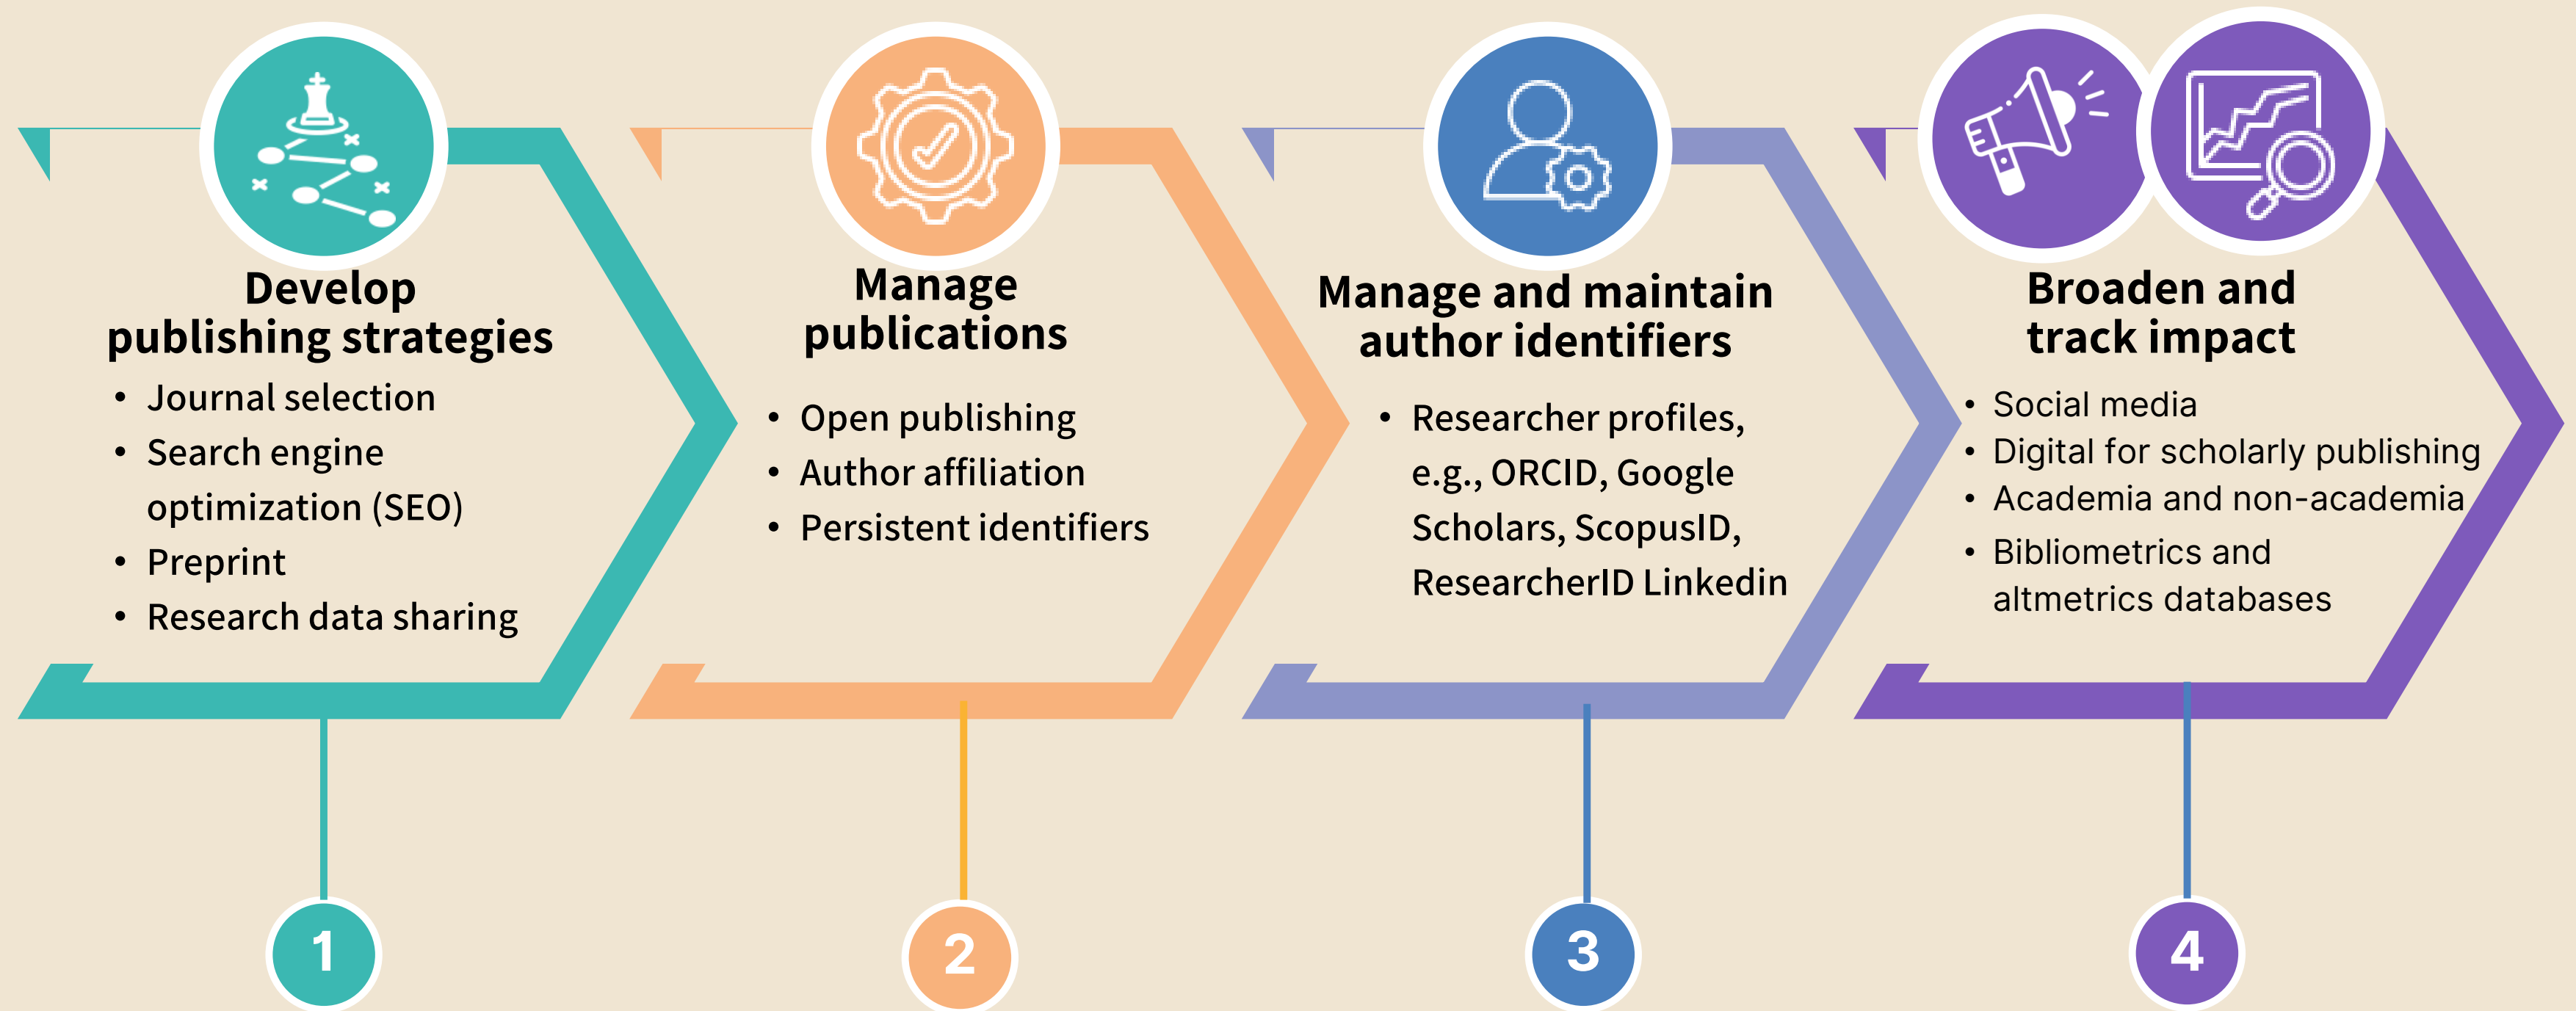 Develop
publishing strategies
• Journal selection
• Search engine
optimization (SEO)
• Preprint
• Research data sharing
1
Manage
publications
• Open publishing
• Author affiliation
• Persistent identifiers
2
Manage and maintain
author identifiers
• Researcher profiles,
e.g., ORCID, Google
Scholars, ScopusID,
ResearcherID Linkedin
3
Broaden and
track impact
• Social media
• Digital for scholarly publishing
• Academia and non-academia
• Bibliometrics and
altmetrics databases
4